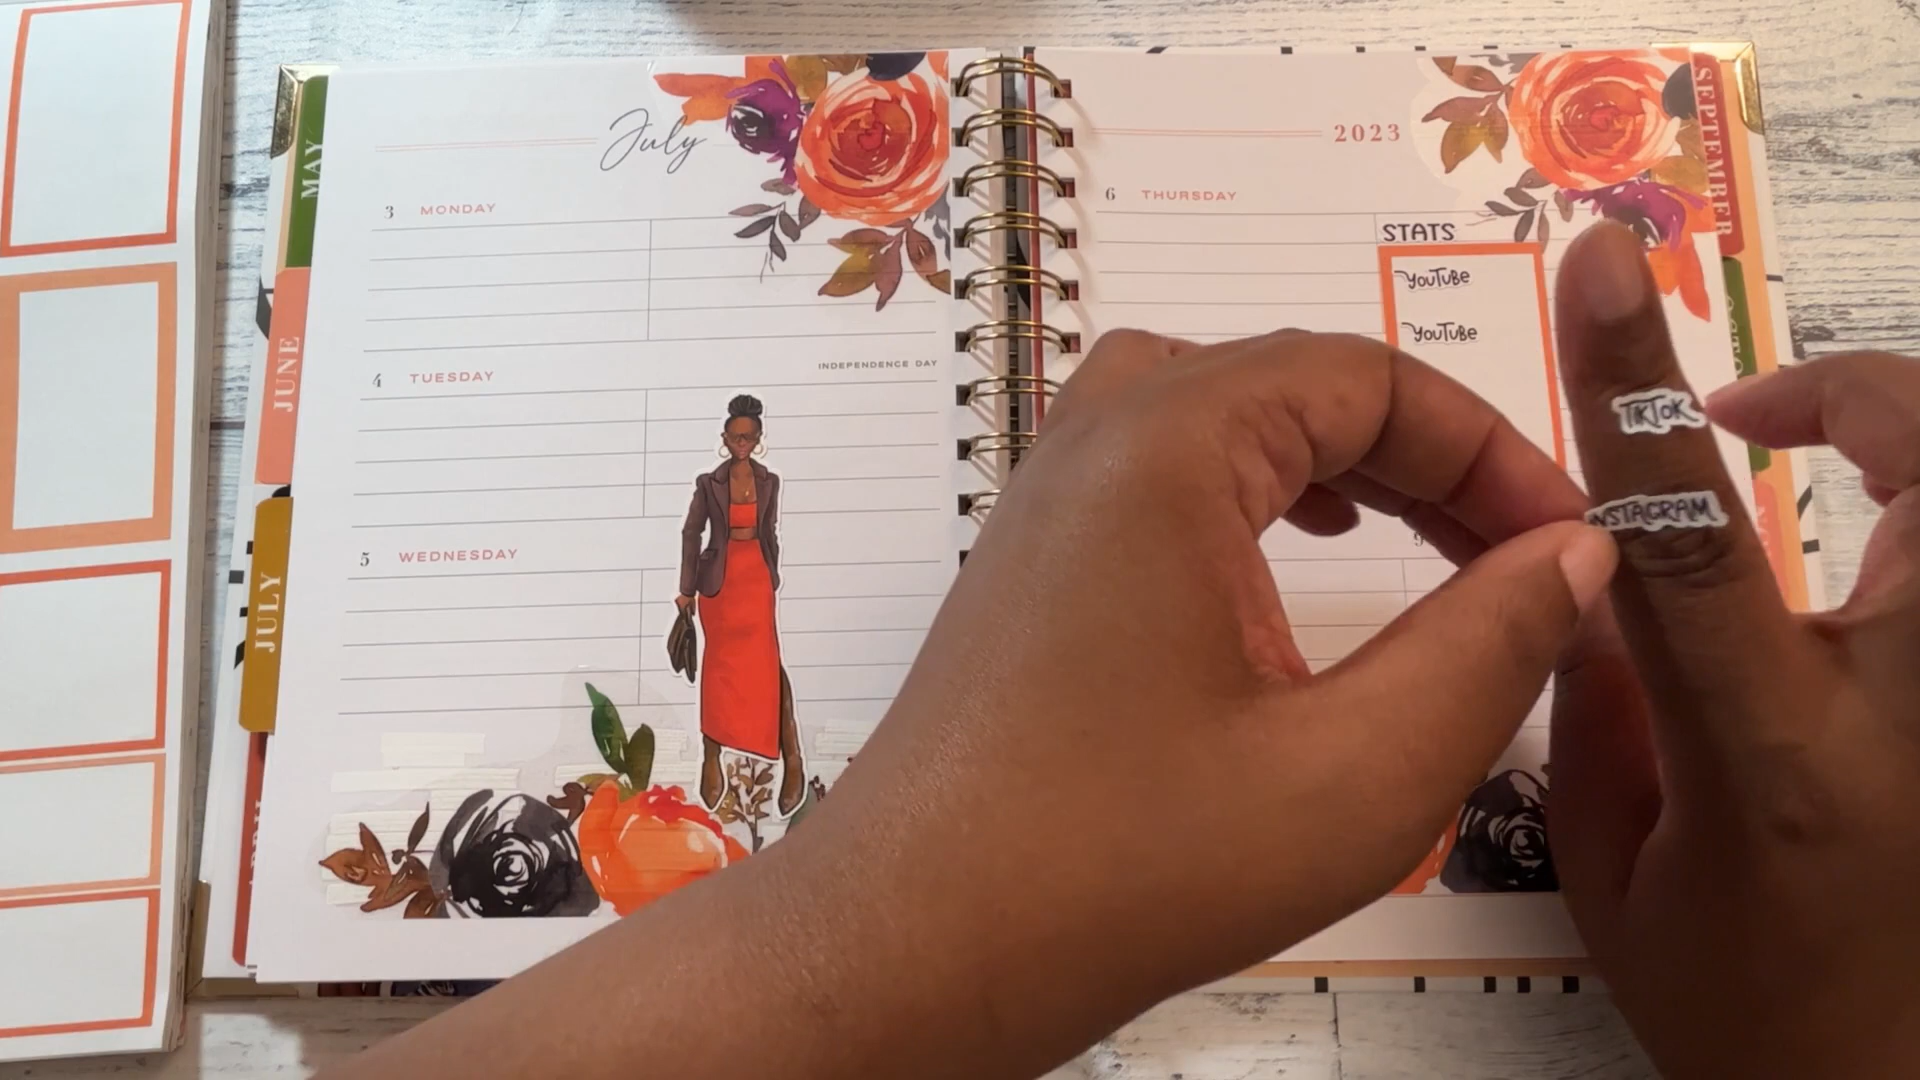 MAY
JUNE
JULY
July
3 MONDAY
4 TUESDAY
INDEPENDENCE DAY
5 WEDNESDAY
2023
6 THURSDAY
STATS
YOUTUBE
YOUTUBE
TIKTOK
INSTAGRAM
9
SEPTEMBER